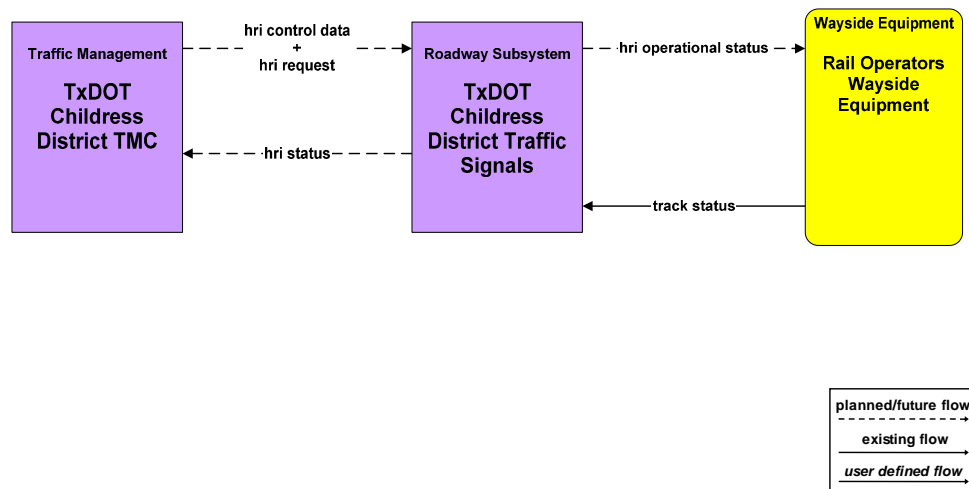 Traffic Management
TxDOT
Childress
District TMC
hri control data
+
hri request
hri status
Roadway Subsystem
TxDOT
Childress
District Traffic
Signals
hri operational status
track status
Wayside Equipment
Rail Operators
Wayside
Equipment
planned/future flow
existing flow
user defined flow